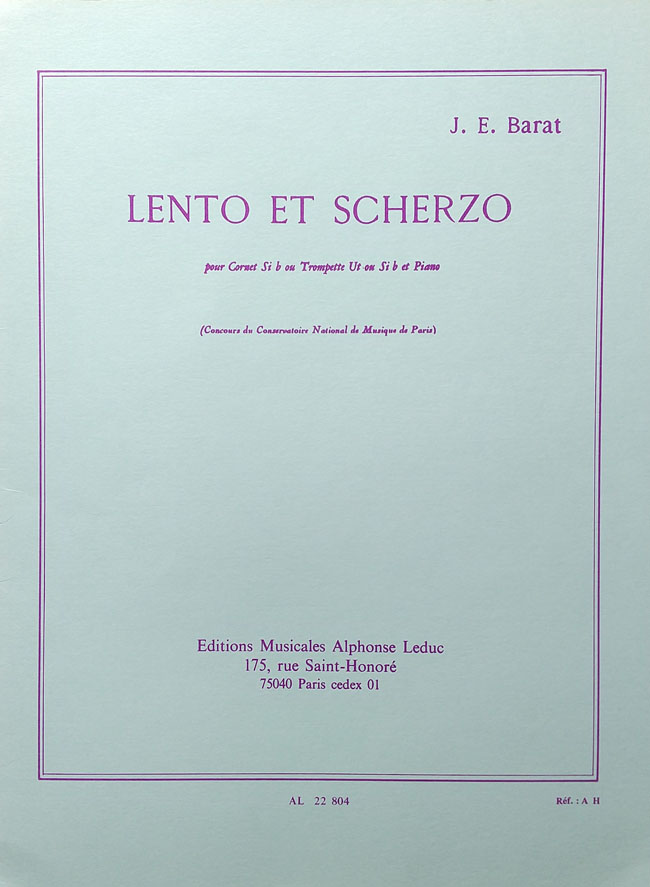 J. E. Barat
LENTO ET SCHERZO
pour Cornet Si b ou Trompette Ut ou Si b et Piano
(Concours du Conservatoire National de Musique de Paris)
Editions Musicales Alphonse Leduc
175, rue Saint-Honoré
75040 Paris cedex 01
AL 22 804
Réf. : A H